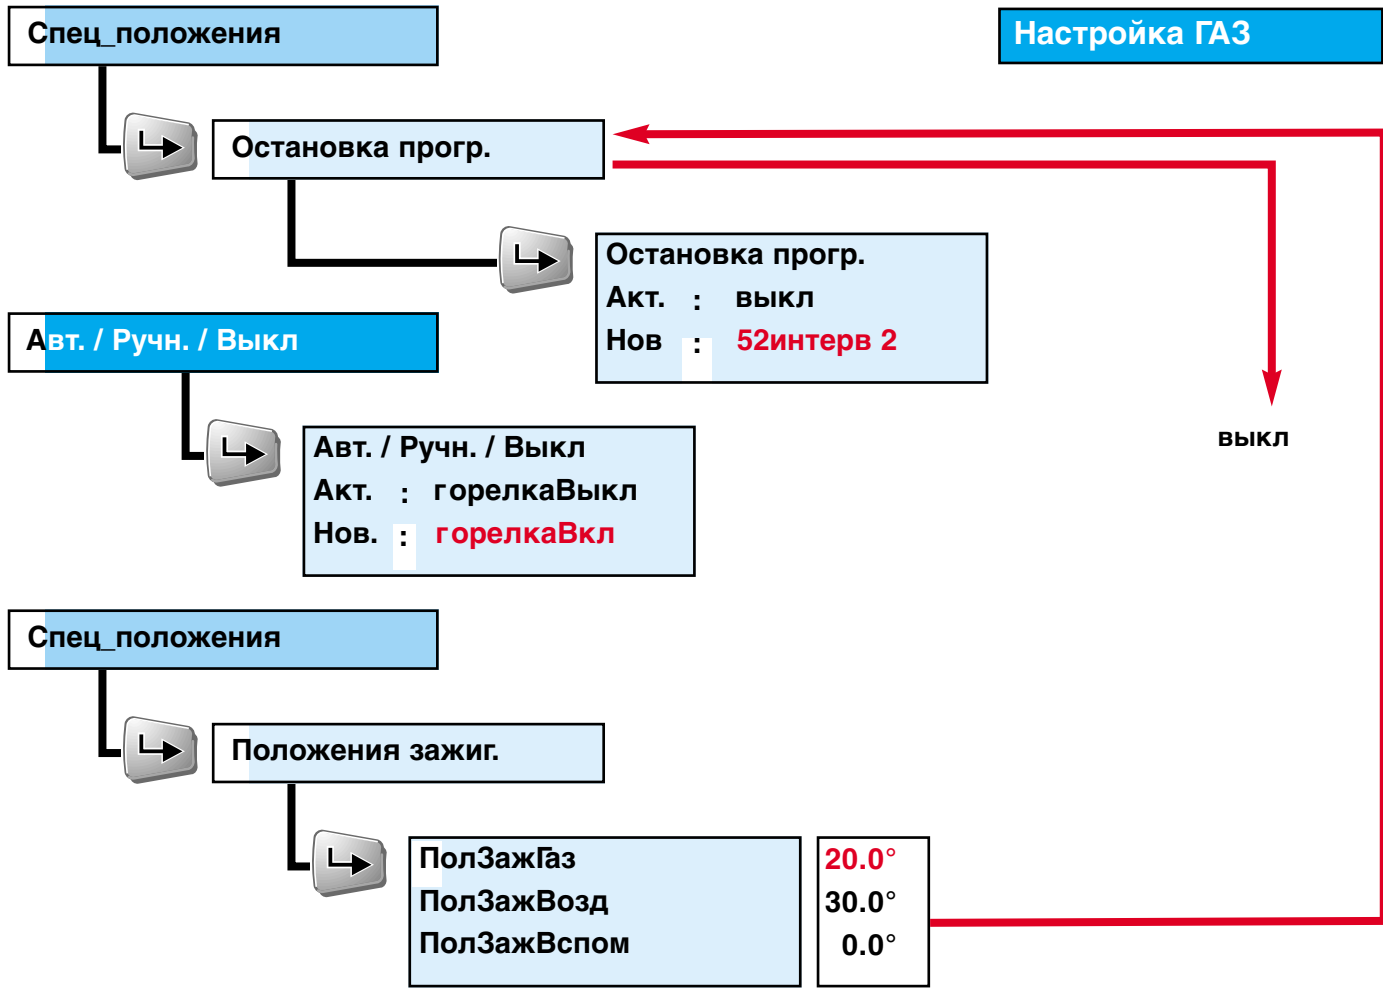 Спец_положения
Настройка ГАЗ
Остановка прогр.
Остановка прогр.
Акт. : выкл
Нов : 52интерв 2
Авт. / Ручн. / Выкл
выкл
Авт. / Ручн. / Выкл
Акт. : горелкаВыкл
Нов. : горелкаВкл
Спец_положения
Положения зажиг.
ПолЗажГаз 20.0°
ПолЗажВозд 30.0°
ПолЗажВспом 0.0°